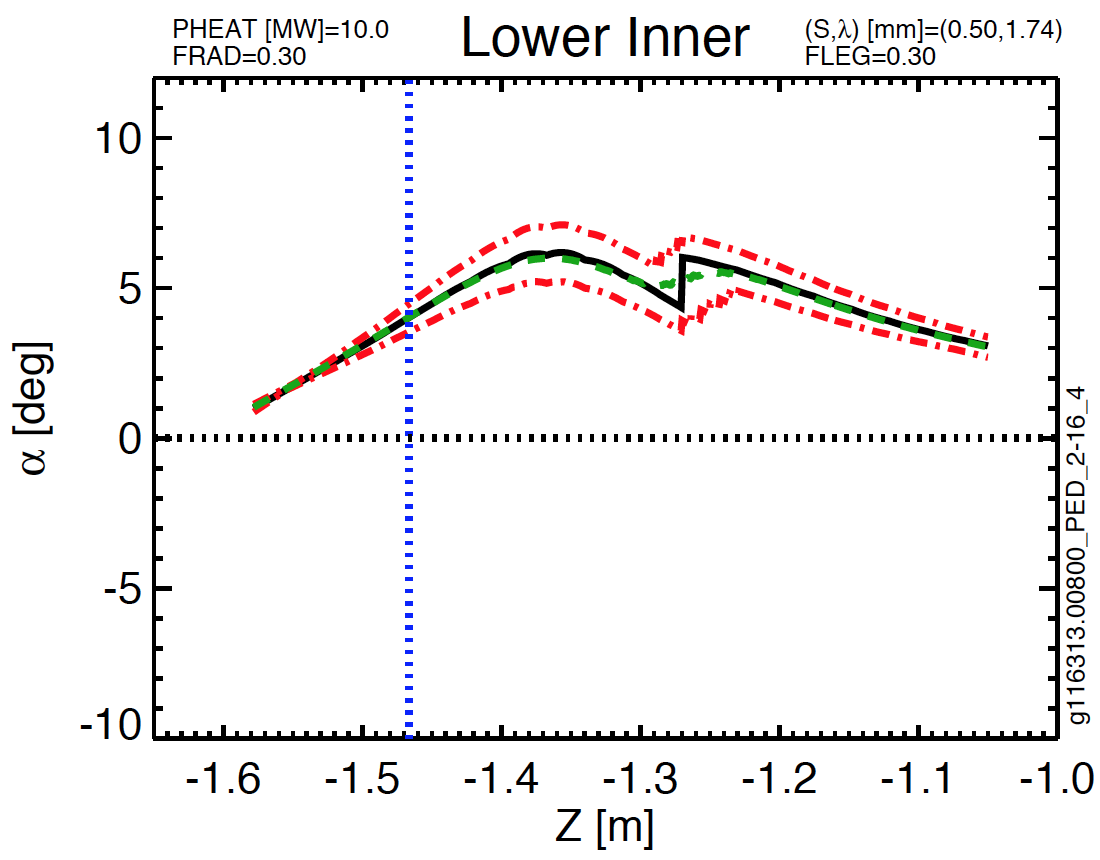 PHEAT [MW]=10.0
FRAD=0.30
Lower Inner
(S,λ) [mm]=(0.50,1.74)
FLEG=0.30
10
5
0
-5
-10
α [deg]
-1.6
-1.5
-1.4
-1.3
-1.2
-1.1
-1.0
Z [m]
g116313.00800_PED_2-16_4